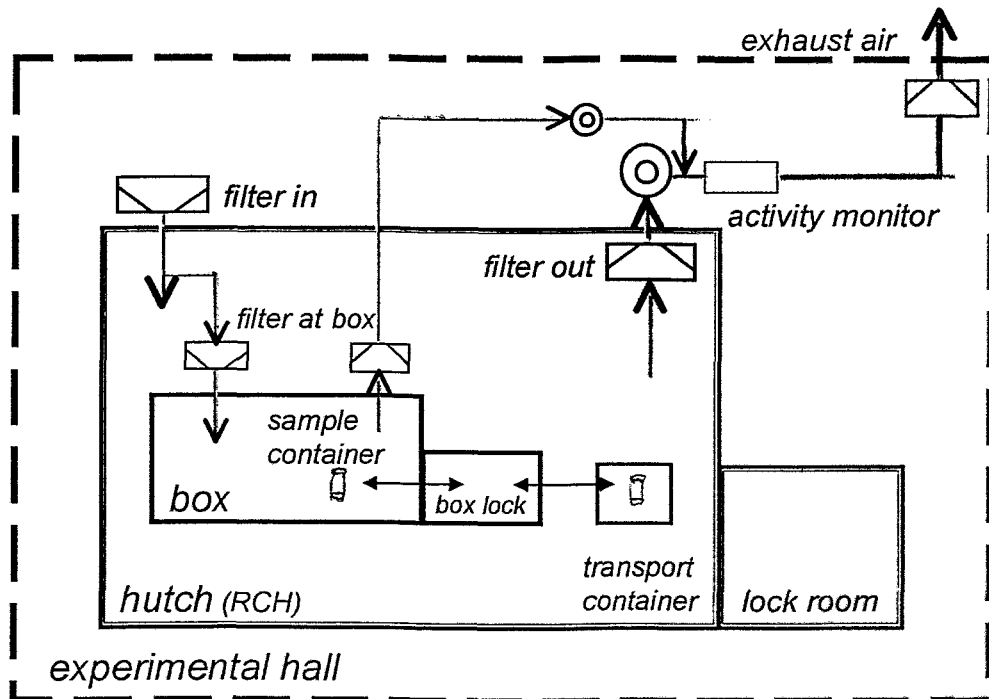 exhaust air
filter in
activity monitor
filter out
filter at box
sample
container
box
box lock
transport
container
hutch (RCH)
lock room
experimental hall